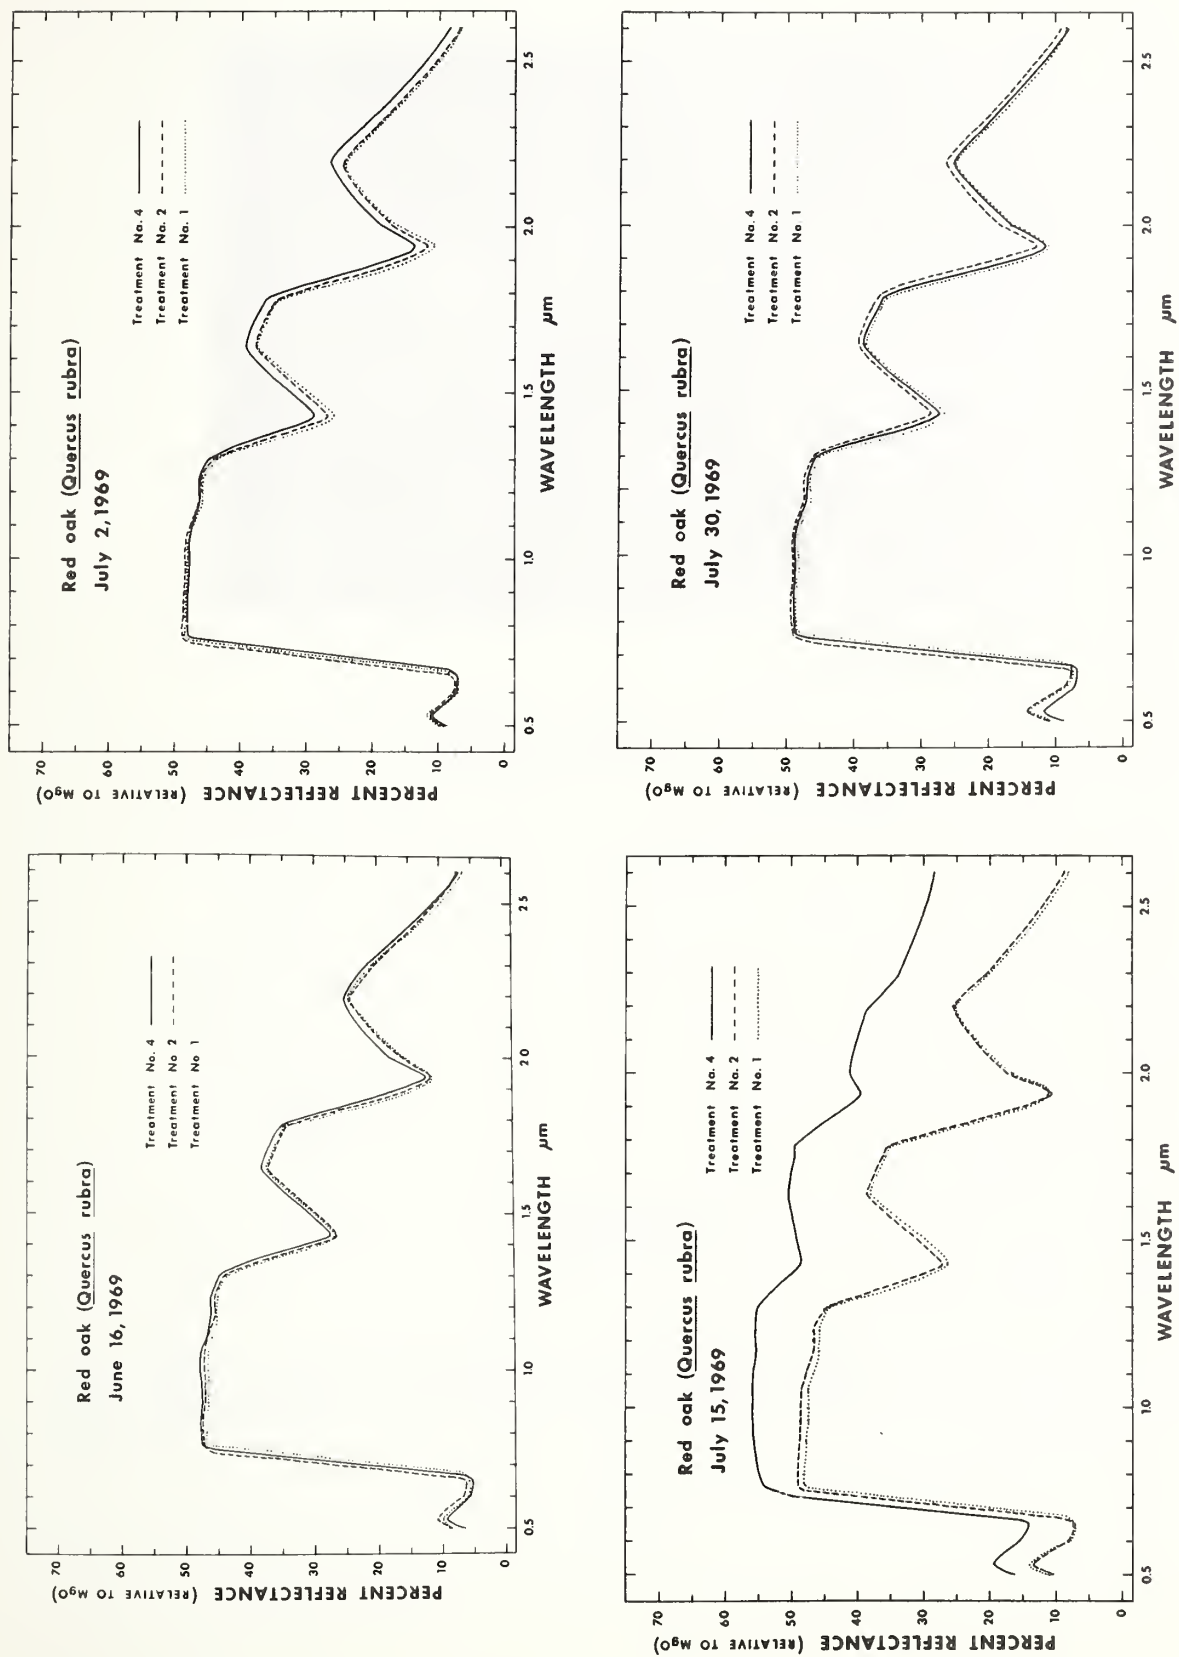 Red oak (Quercus rubra)
June 16, 1969
Treatment No. 4
Treatment No 2
Treatment No 1
PERCENT REFLECTANCE (RELATIVE TO MgO)
70
60
50
40
30
20
10
0
0.5
1.0
1.5
2.0
2.5
WAVELENGTH µm
Red oak (Quercus rubra)
July 2, 1969
Treatment No. 4
Treatment No. 2
Treatment No. 1
PERCENT REFLECTANCE (RELATIVE TO MgO)
70
60
50
40
30
20
10
0
0.5
1.0
1.5
2.0
2.5
WAVELENGTH µm
Red oak (Quercus rubra)
July 15, 1969
Treatment No. 4
Treatment No. 2
Treatment No. 1
PERCENT REFLECTANCE (RELATIVE TO MgO)
70
60
50
40
30
20
10
0
0.5
1.0
1.5
2.0
2.5
WAVELENGTH µm
Red oak (Quercus rubra)
July 30, 1969
Treatment No. 4
Treatment No. 2
Treatment No. 1
PERCENT REFLECTANCE (RELATIVE TO MgO)
70
60
50
40
30
20
10
0
0.5
1.0
1.5
2.0
2.5
WAVELENGTH µm